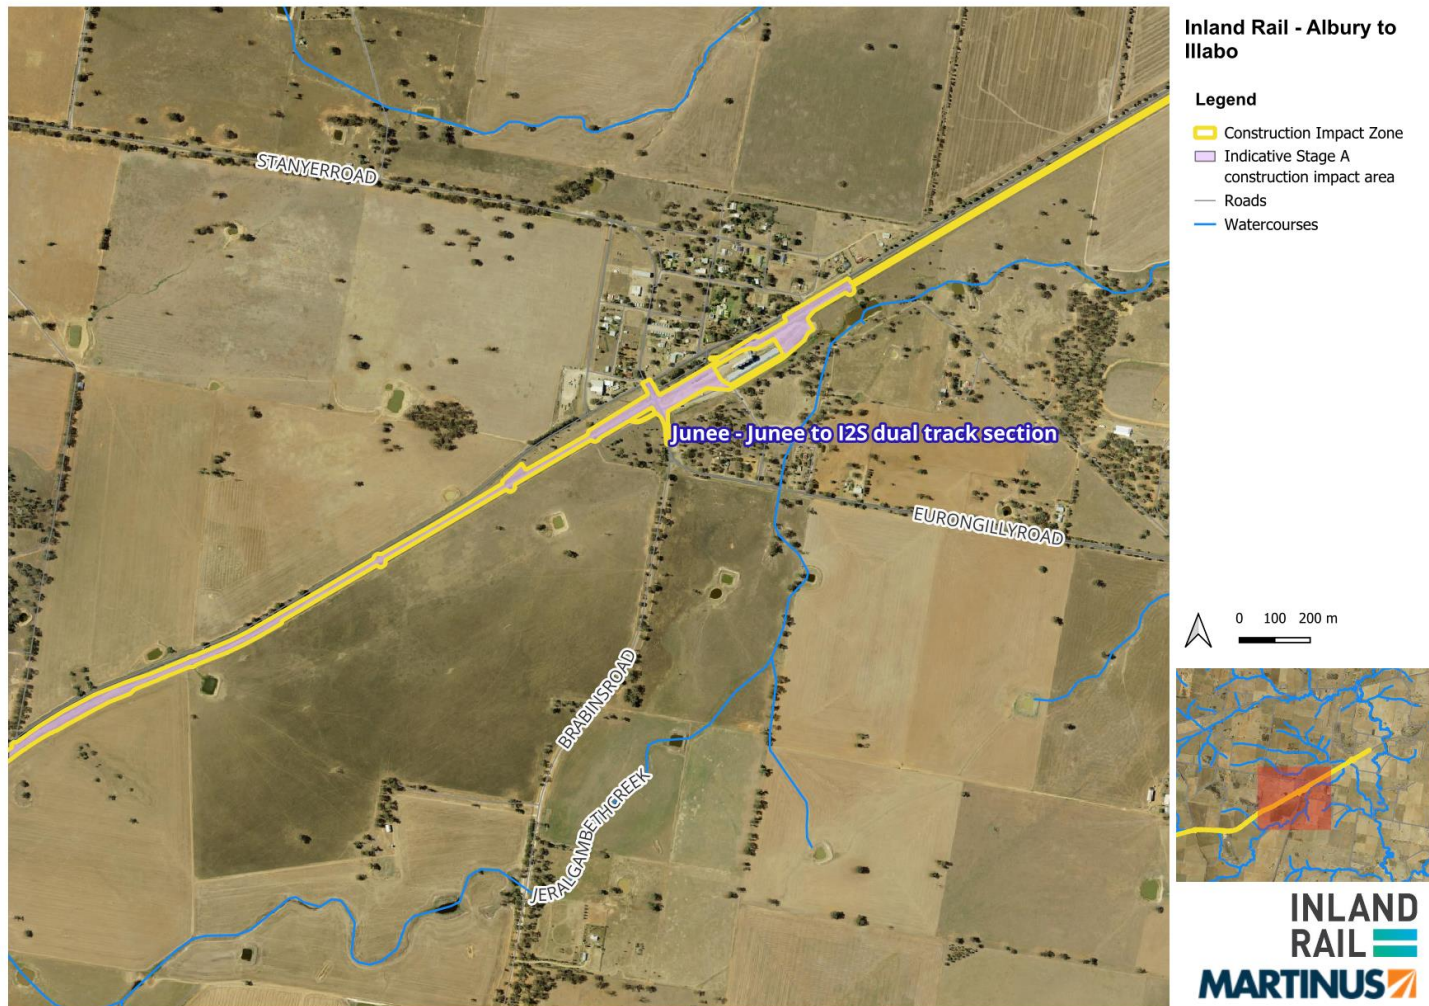 Inland Rail - Albury to
Illabo
Legend
Construction Impact Zone
Indicative Stage A
construction impact area
Roads
Watercourses
STANYERROAD
Junee - Junee to I2S dual track section
EURONGILLYROAD
BRABINSROAD
JERALGAMBETHCREEK
0 100 200 m
INLAND
RAIL
MARTINUS